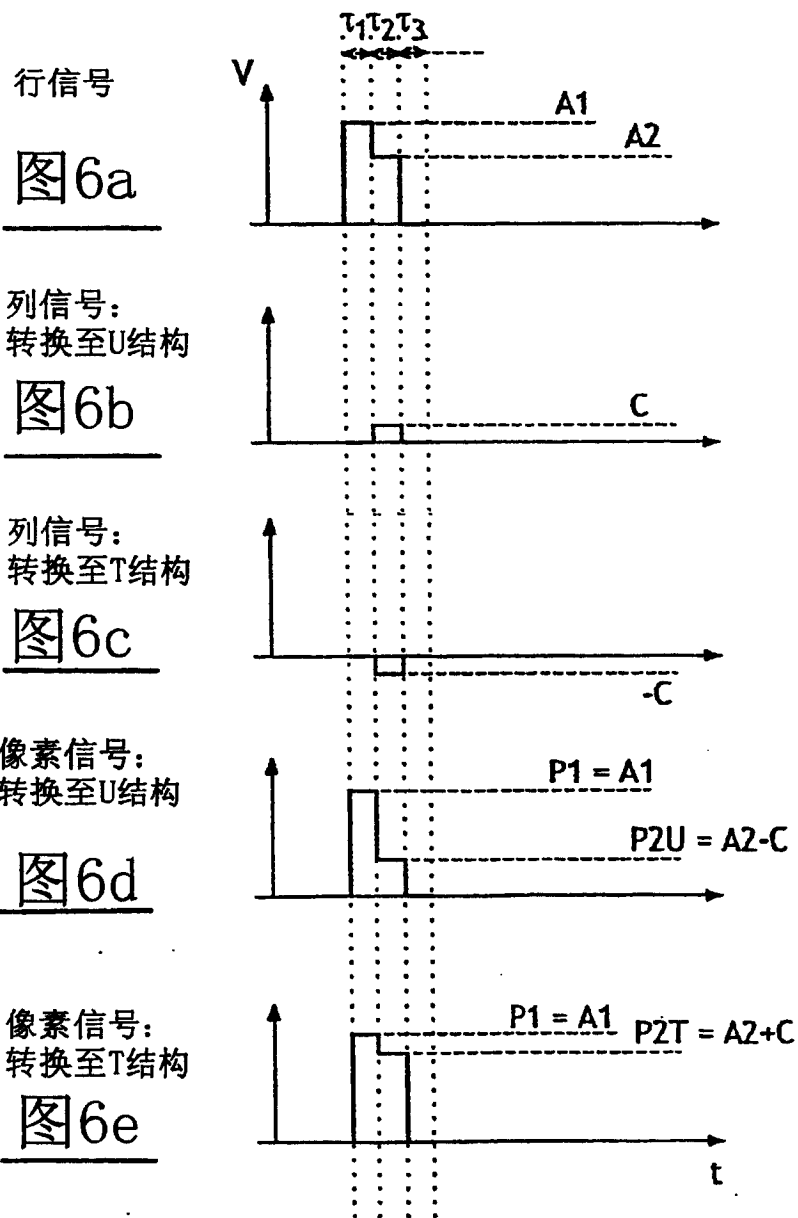 τ1 τ2 τ3
行信号
V
A1
A2
图6a
列信号:
转换至U结构
图6b
C
列信号:
转换至T结构
图6c
-C
像素信号:
转换至U结构
P1 = A1
P2U = A2-C
图6d
像素信号:
转换至T结构
P1 = A1
P2T = A2+C
图6e
t